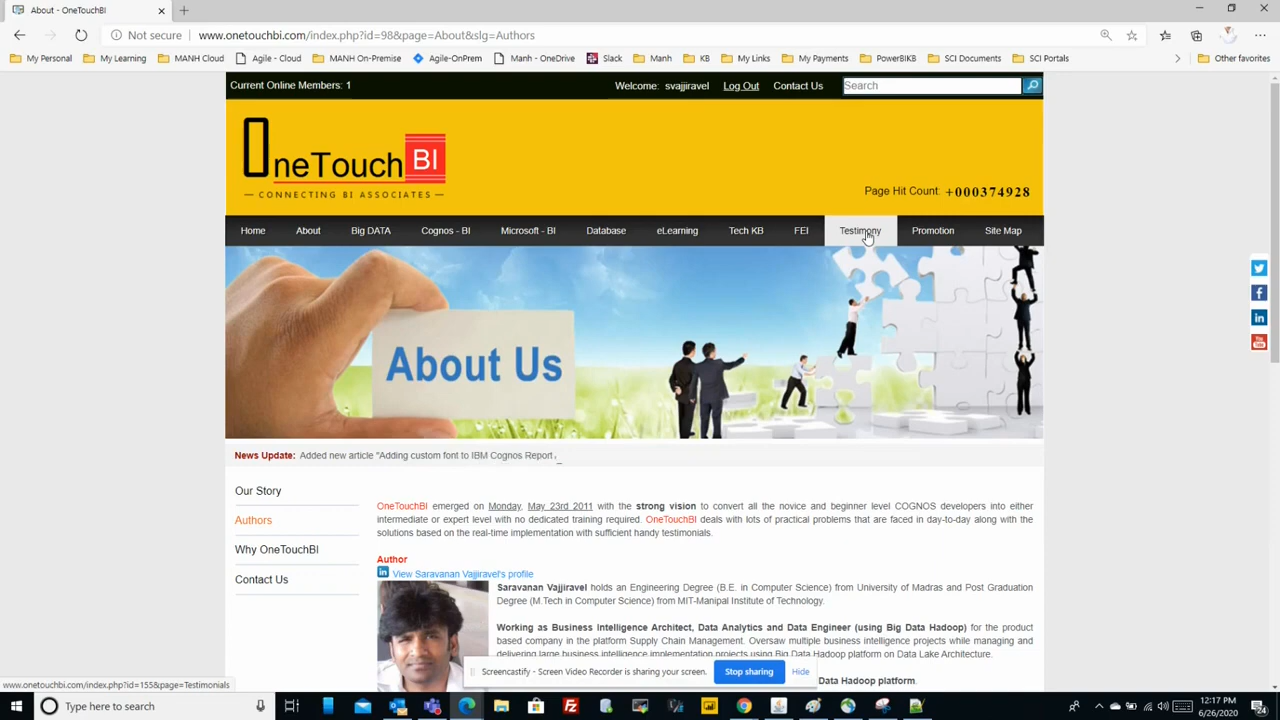 About - OneTouchBI
Not secure
www.onetouchbi.com/index.php?id=98&page=About&slg=Authors
My Personal
My Learning
MANH Cloud
Agile - Cloud
MANH On-Premise
Agile-OnPrem
Manh - OneDrive
Slack
Manh
KB
My Links
My Payments
PowerBIKB
SCI Documents
SCI Portals
Other favorites
Current Online Members: 1
Welcome: svajjiravel
Log Out
Contact Us
Search
OneTouch BI
— CONNECTING BI ASSOCIATES —
Page Hit Count: +000374928
Home
About
Big DATA
Cognos - BI
Microsoft - BI
Database
eLearning
Tech KB
FEI
Testimony
Promotion
Site Map
About Us
News Update: Added new article "Adding custom font to IBM Cognos Report
Our Story
Authors
Why OneTouchBI
Contact Us
OneTouchBI emerged on Monday, May 23rd 2011 with the strong vision to convert all the novice and beginner level COGNOS developers into either
intermediate or expert level with no dedicated training required. OneTouchBI deals with lots of practical problems that are faced in day-to-day along with the
solutions based on the real-time implementation with sufficient handy testimonials.
Author
View Saravanan Vajjiravel's profile
Saravanan Vajjiravel holds an Engineering Degree (B.E. in Computer Science) from University of Madras and Post Graduation
Degree (M.Tech in Computer Science) from MIT-Manipal Institute of Technology.
Working as Business Intelligence Architect, Data Analytics and Data Engineer (using Big Data Hadoop) for the product
based company in the platform Supply Chain Management. Oversaw multiple business intelligence projects while managing and
delivering large business intelligence implementation projects using Big Data Hadoop platform on Data Lake Architecture.
Screencastify - Screen Video Recorder is sharing your screen.
Stop sharing
Hide
Data Hadoop platform.
www.onetouchbi.com/index.php?id=155&page=Testimonials
Type here to search
12:17 PM
6/26/2020
24